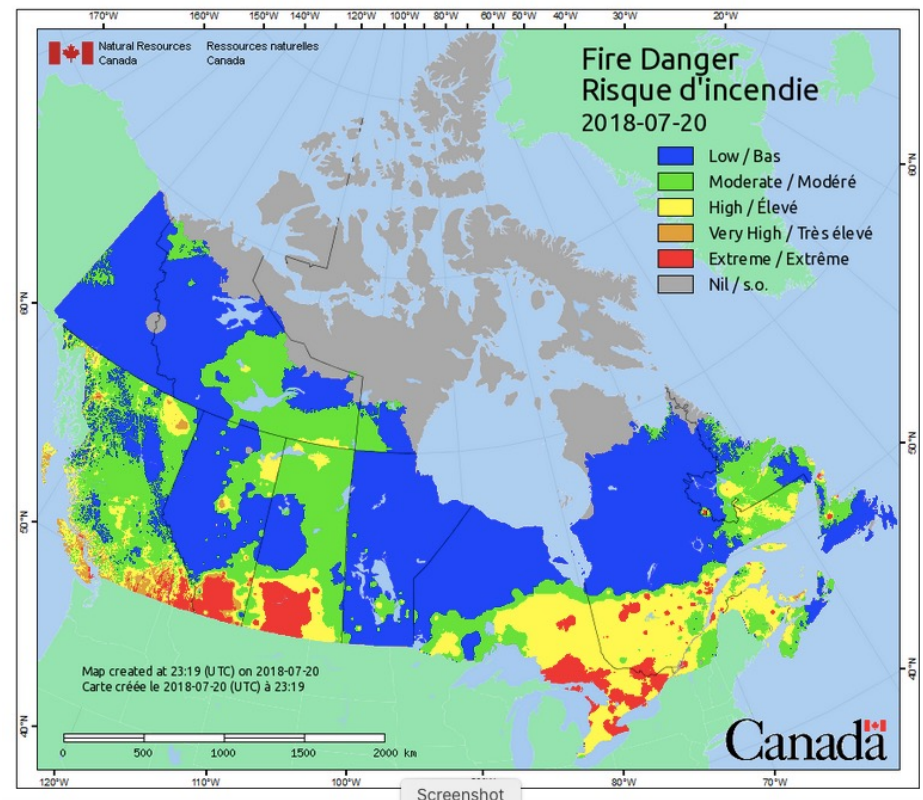 170°W 160°W 150°W 140°W 130°W 120°W 110°W 100°W 90°W 80°W 70°W 60°W 50°W 40°W 30°W 20°W
Natural Resources Ressources naturelles
Canada Canada
Fire Danger
Risque d'incendie
2018-07-20
Low / Bas
Moderate / Modéré
High / Élevé
Very High / Très élevé
Extreme / Extrême
Nil / s.o.
60°N
60°N
50°N
50°N
40°N
40°N
Map created at 23:19 (UTC) on 2018-07-20
Carte créée le 2018-07-20 (UTC) à 23:19
0 500 1000 1500 2000 km
Canada
120°W 110°W 100°W 80°W 70°W
Screenshot